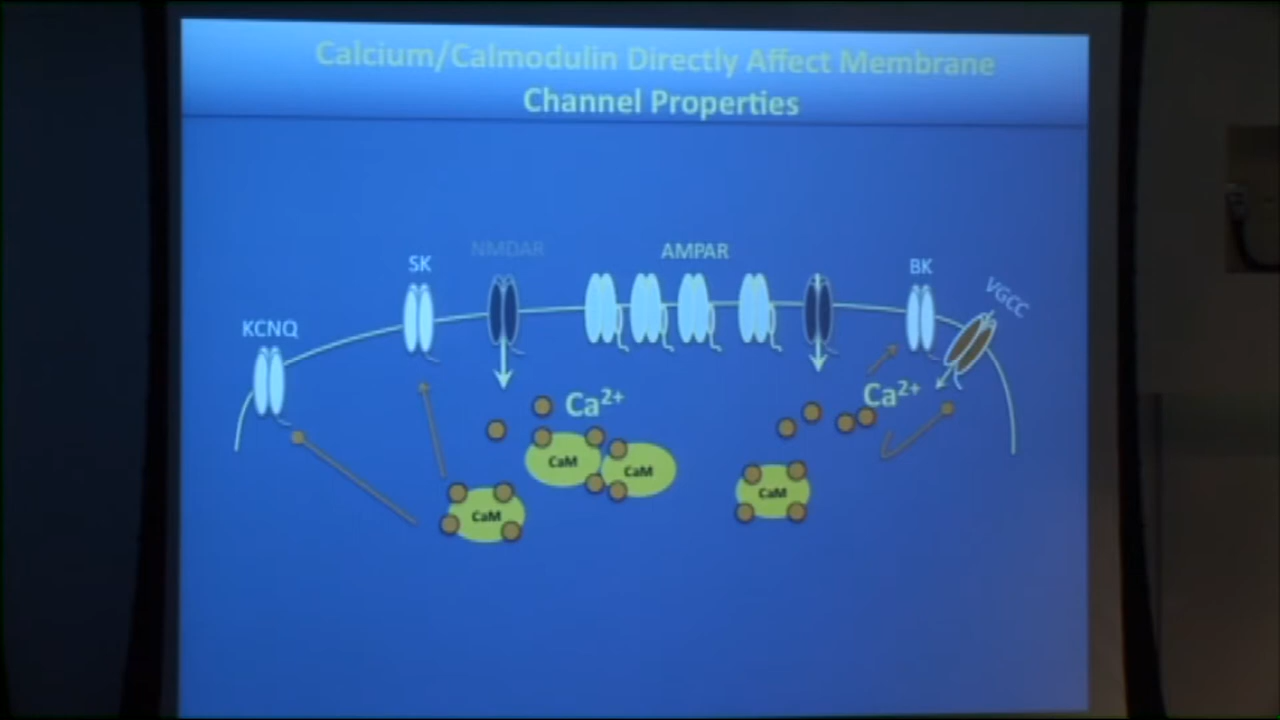 Calcium/Calmodulin Directly Affect Membrane
Channel Properties
KCNQ
SK
NMDAR
AMPAR
BK
VGCC
Ca²⁺
Ca²⁺
CaM
CaM
CaM
CaM